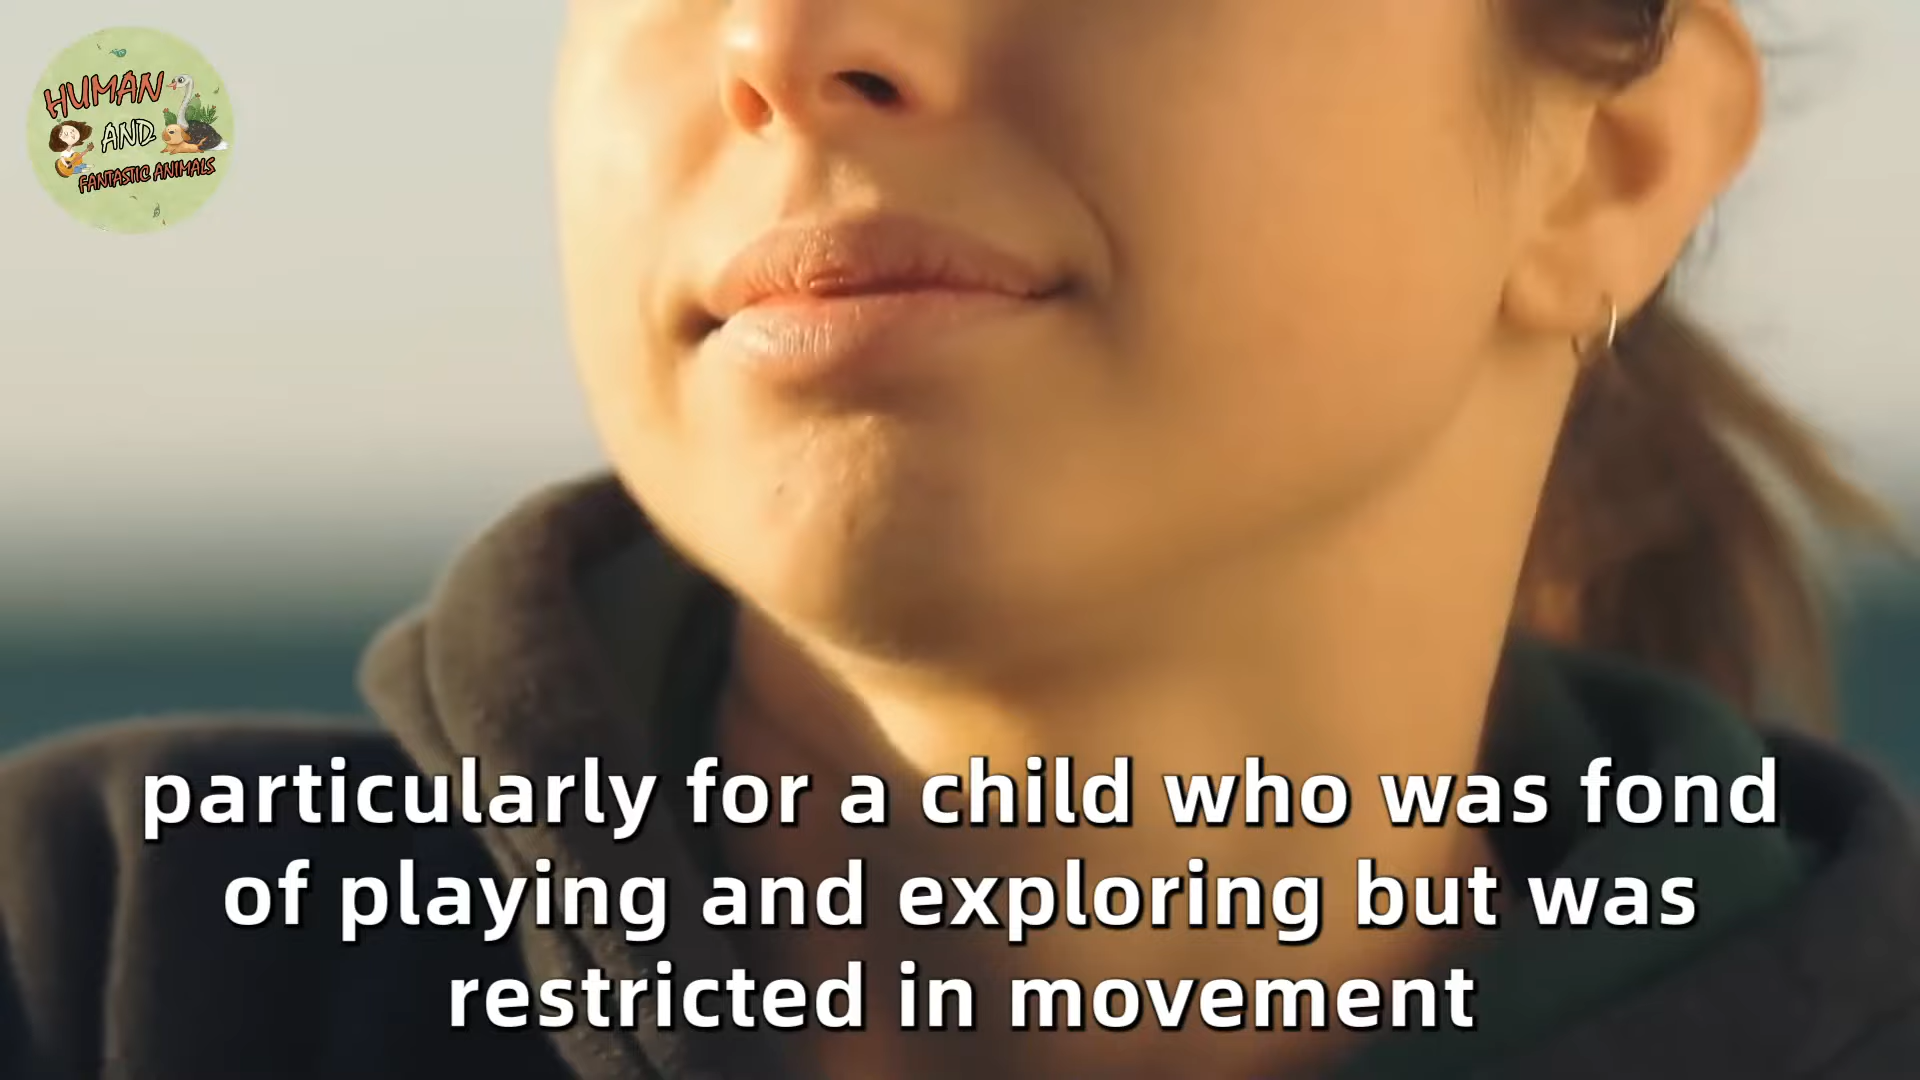 HUMAN
AND
FANTASTIC ANIMALS
particularly for a child who was fond
of playing and exploring but was
restricted in movement